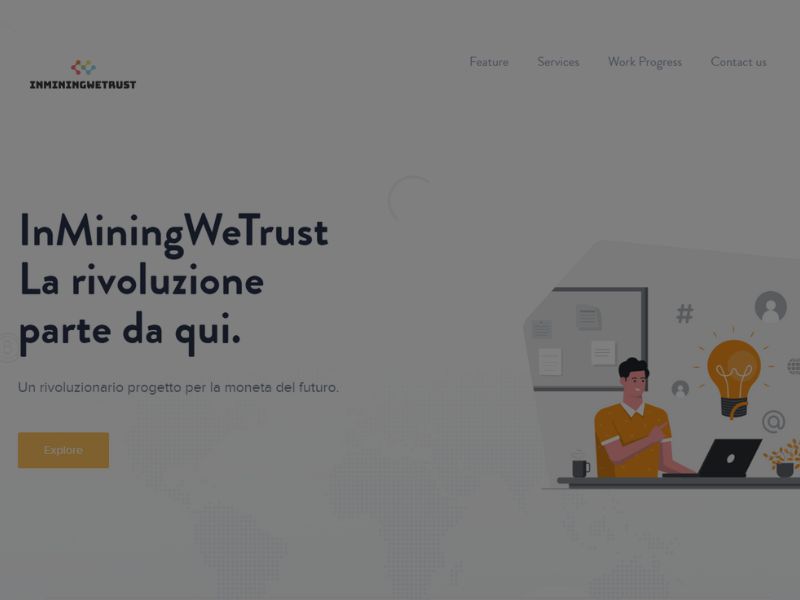 INMININGWETRUST
Feature Services Work Progress Contact us
InMiningWeTrust
La rivoluzione
parte da qui.
Un rivoluzionario progetto per la moneta del futuro.
Explore